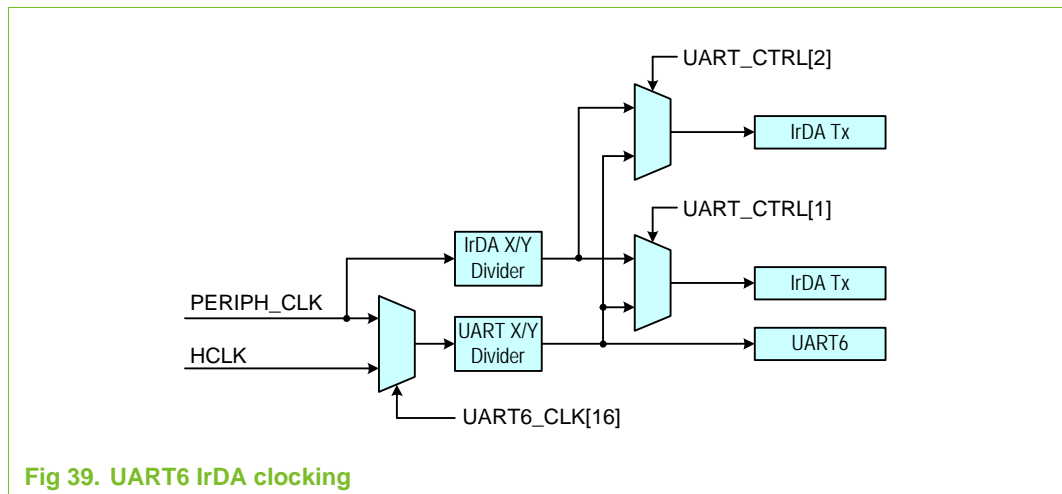 UART_CTRL[2]
IrDA Tx
UART_CTRL[1]
IrDA X/Y
Divider
IrDA Tx
PERIPH_CLK
UART X/Y
Divider
UART6
HCLK
UART6_CLK[16]
Fig 39. UART6 IrDA clocking